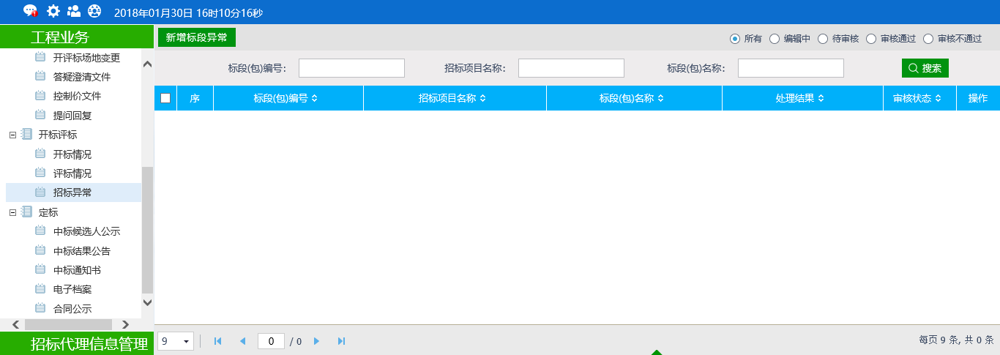 2018年01月30日 16时10分16秒
工程业务
开评标场地变更
答疑澄清文件
控制价文件
提问回复
开标评标
开标情况
评标情况
招标异常
定标
中标候选人公示
中标结果公告
中标通知书
电子档案
合同公示
招标代理信息管理
新增标段异常
所有 编辑中 待审核 审核通过 审核不通过
标段(包)编号: 招标项目名称: 标段(包)名称: 搜索
序 标段(包)编号 招标项目名称 标段(包)名称 处理结果 审核状态 操作
9 0 / 0 每页 9 条, 共 0 条